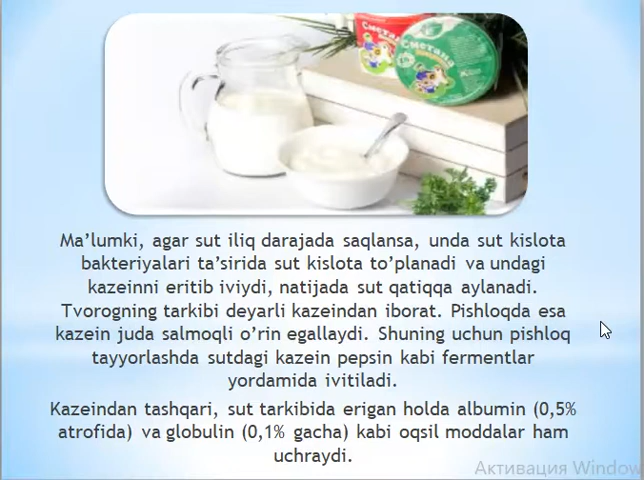 Сметана
Сметана
Ma’lumki, agar sut iliq darajada saqlansa, unda sut kislota
bakteriyalari ta’sirida sut kislota to’planadi va undagi
kazeinni eritib iviydi, natijada sut qatiqqa aylanadi.
Tvorogning tarkibi deyarli kazeindan iborat. Pishloqda esa
kazein juda salmoqli o’rin egallaydi. Shuning uchun pishloq
tayyorlashda sutdagi kazein pepsin kabi fermentlar
yordamida ivitiladi.
Kazeindan tashqari, sut tarkibida erigan holda albumin (0,5%
atrofida) va globulin (0,1% gacha) kabi oqsil moddalar ham
uchraydi.
Активация Window